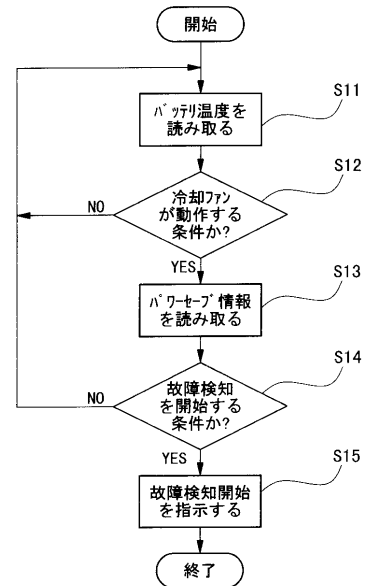 開始
バッテリ温度を
読み取る
S11
冷却ファン
が動作する
条件か?
S12
NO
YES
パワーセーブ情報
を読み取る
S13
故障検知
を開始する
条件か?
S14
NO
YES
故障検知開始
を指示する
S15
終了